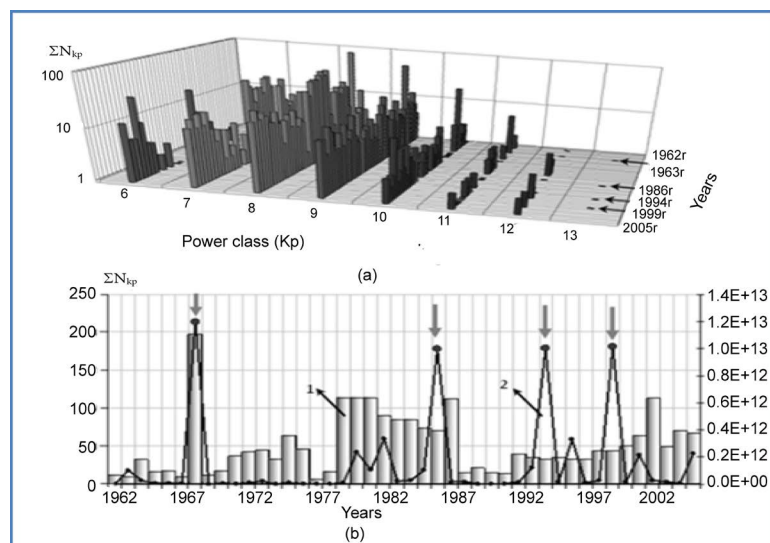 ΣNkp
100
10
1
6
7
8
9
10
11
12
13
1962r
1963r
1986r
1994r
1999r
2005r
Years
Power class (Kp)
(a)
ΣNkp
250
200
150
100
50
0
1.4E+13
1.2E+13
1.0E+13
0.8E+12
0.6E+12
0.4E+12
0.2E+12
0.0E+00
1
2
1962 1967 1972 1977 1982 1987 1992 1997 2002
Years
(b)